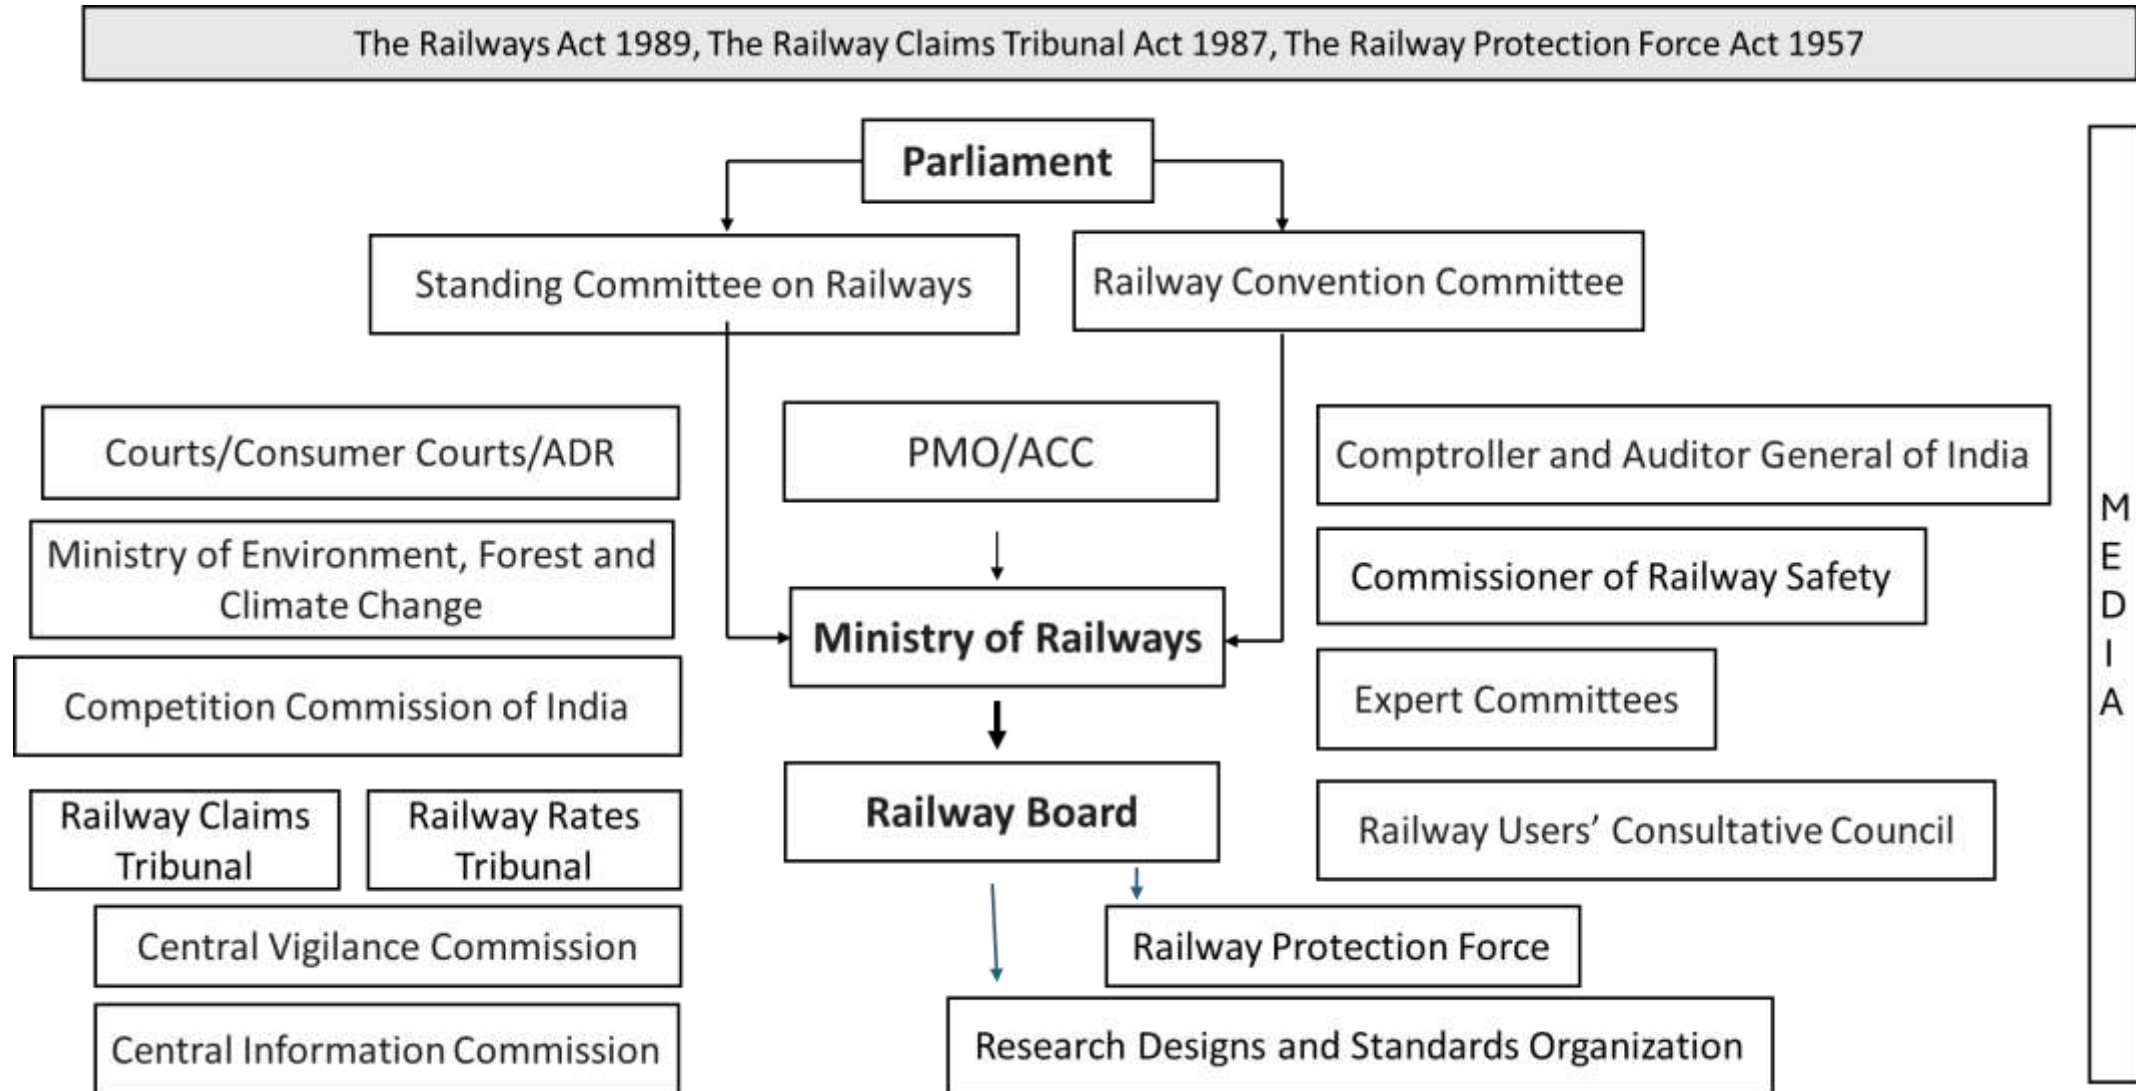 The Railways Act 1989, The Railway Claims Tribunal Act 1987, The Railway Protection Force Act 1957
Parliament
Standing Committee on Railways
Railway Convention Committee
Courts/Consumer Courts/ADR
PMO/ACC
Comptroller and Auditor General of India
Ministry of Environment, Forest and
Climate Change
Commissioner of Railway Safety
Ministry of Railways
Competition Commission of India
Expert Committees
Railway Claims
Tribunal
Railway Rates
Tribunal
Railway Board
Railway Users’ Consultative Council
Central Vigilance Commission
Railway Protection Force
Central Information Commission
Research Designs and Standards Organization
M
E
D
I
A